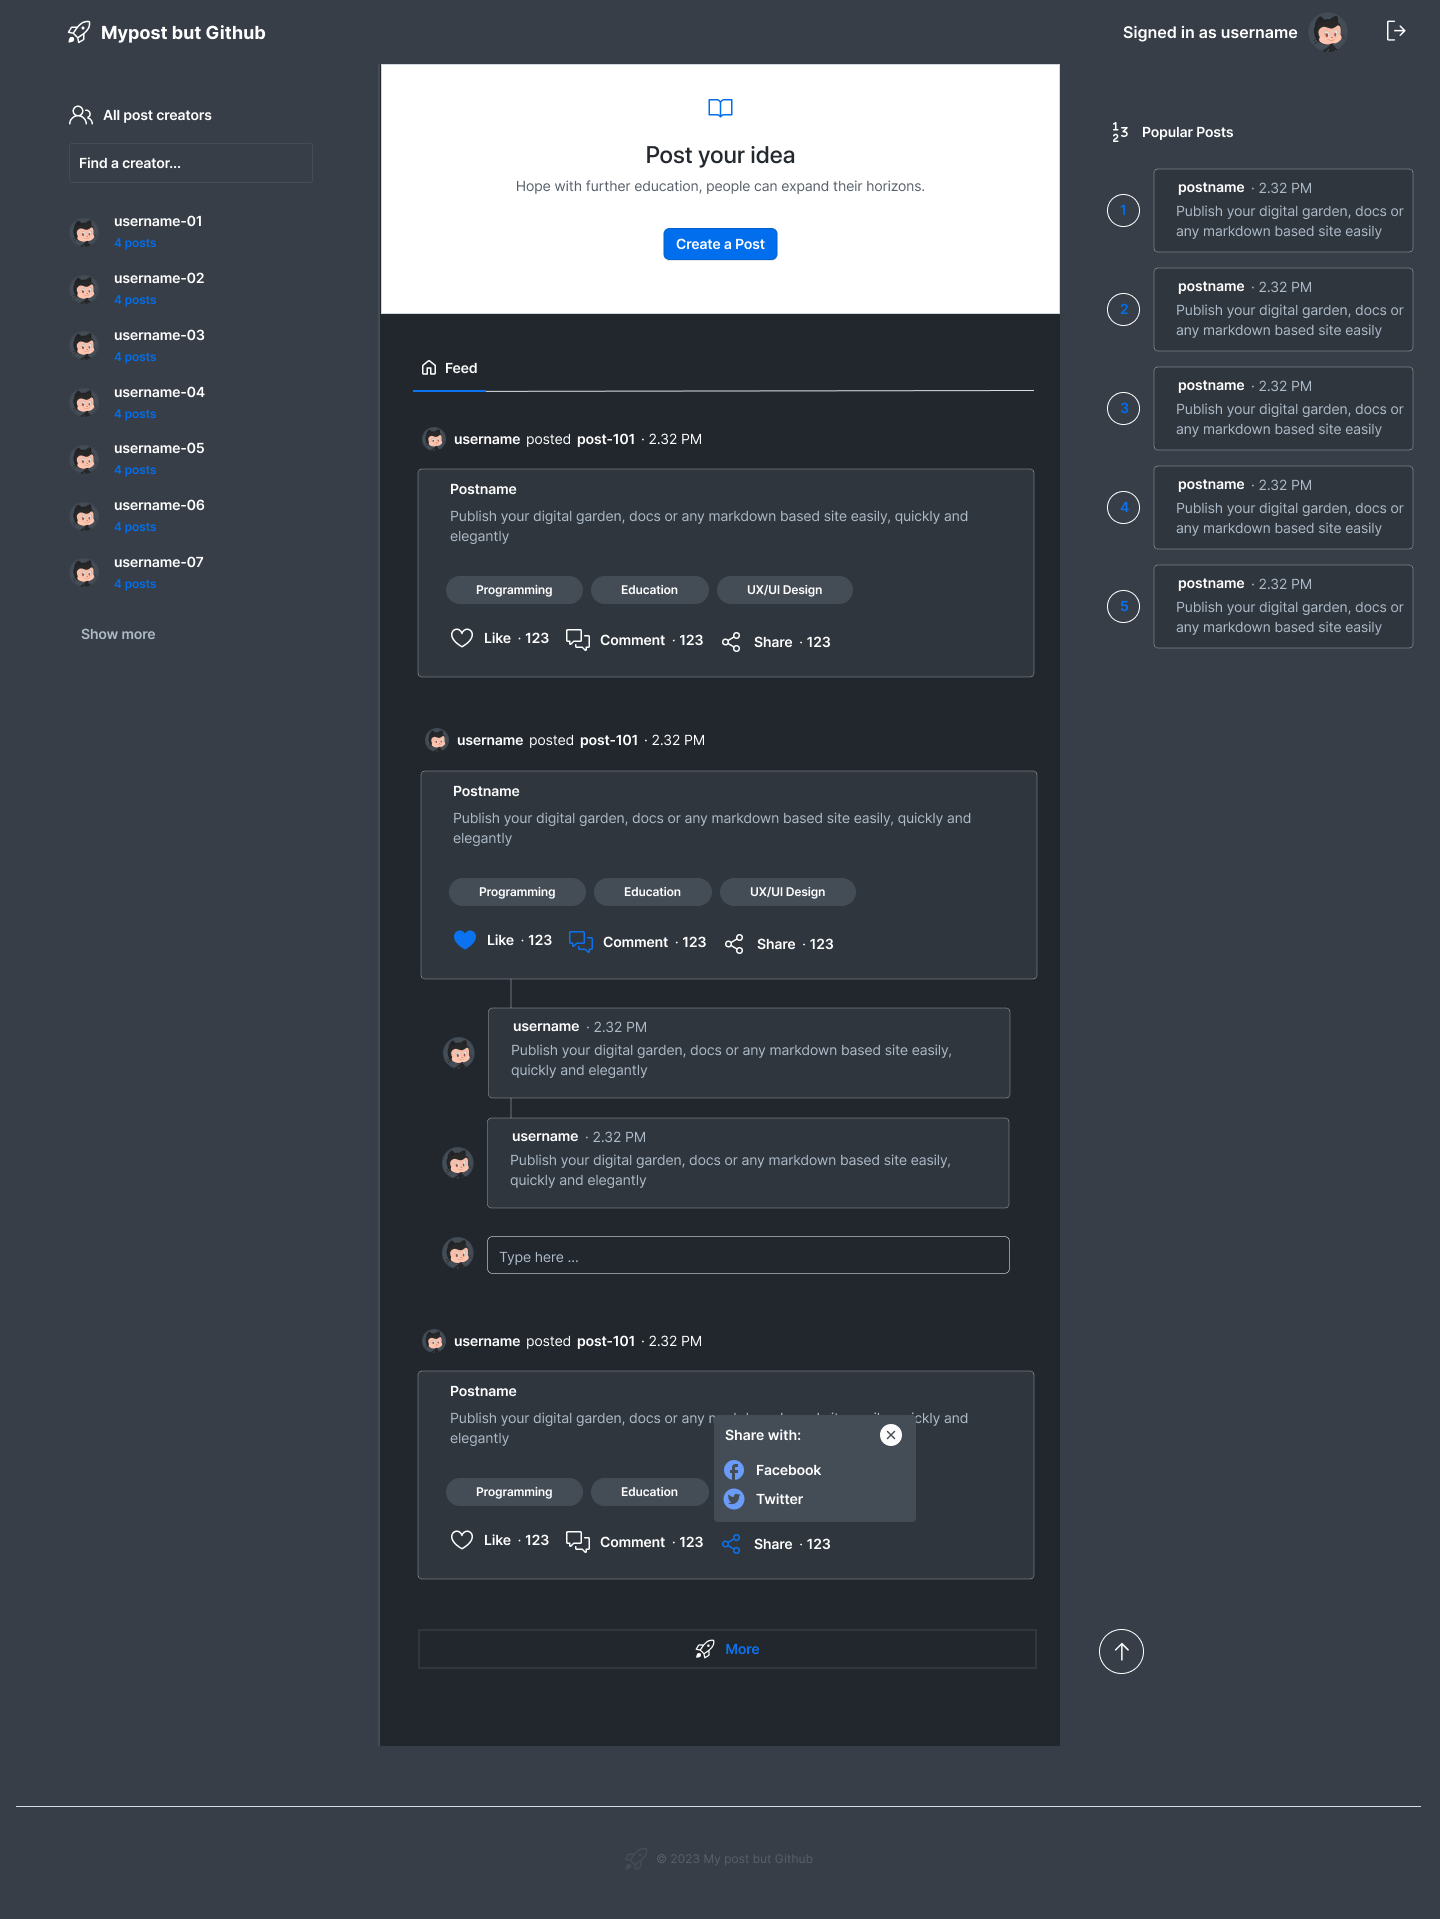 Mypost but Github
Signed in as username
All post creators
Find a creator...
username-01
4 posts
username-02
4 posts
username-03
4 posts
username-04
4 posts
username-05
4 posts
username-06
4 posts
username-07
4 posts
Show more
Post your idea
Hope with further education, people can expand their horizons.
Create a Post
Feed
username posted post-101 · 2.32 PM
Postname
Publish your digital garden, docs or any markdown based site easily, quickly and
elegantly
Programming Education UX/UI Design
Like · 123 Comment · 123 Share · 123
username posted post-101 · 2.32 PM
Postname
Publish your digital garden, docs or any markdown based site easily, quickly and
elegantly
Programming Education UX/UI Design
Like · 123 Comment · 123 Share · 123
username · 2.32 PM
Publish your digital garden, docs or any markdown based site easily,
quickly and elegantly
username · 2.32 PM
Publish your digital garden, docs or any markdown based site easily,
quickly and elegantly
Type here ...
username posted post-101 · 2.32 PM
Postname
Publish your digital garden, docs or any and
elegantly
Share with:
Facebook
Twitter
Programming Education
Like · 123 Comment · 123 Share · 123
More
1 2 3 Popular Posts
1
postname · 2.32 PM
Publish your digital garden, docs or
any markdown based site easily
2
postname · 2.32 PM
Publish your digital garden, docs or
any markdown based site easily
3
postname · 2.32 PM
Publish your digital garden, docs or
any markdown based site easily
4
postname · 2.32 PM
Publish your digital garden, docs or
any markdown based site easily
5
postname · 2.32 PM
Publish your digital garden, docs or
any markdown based site easily
© 2023 My post but Github